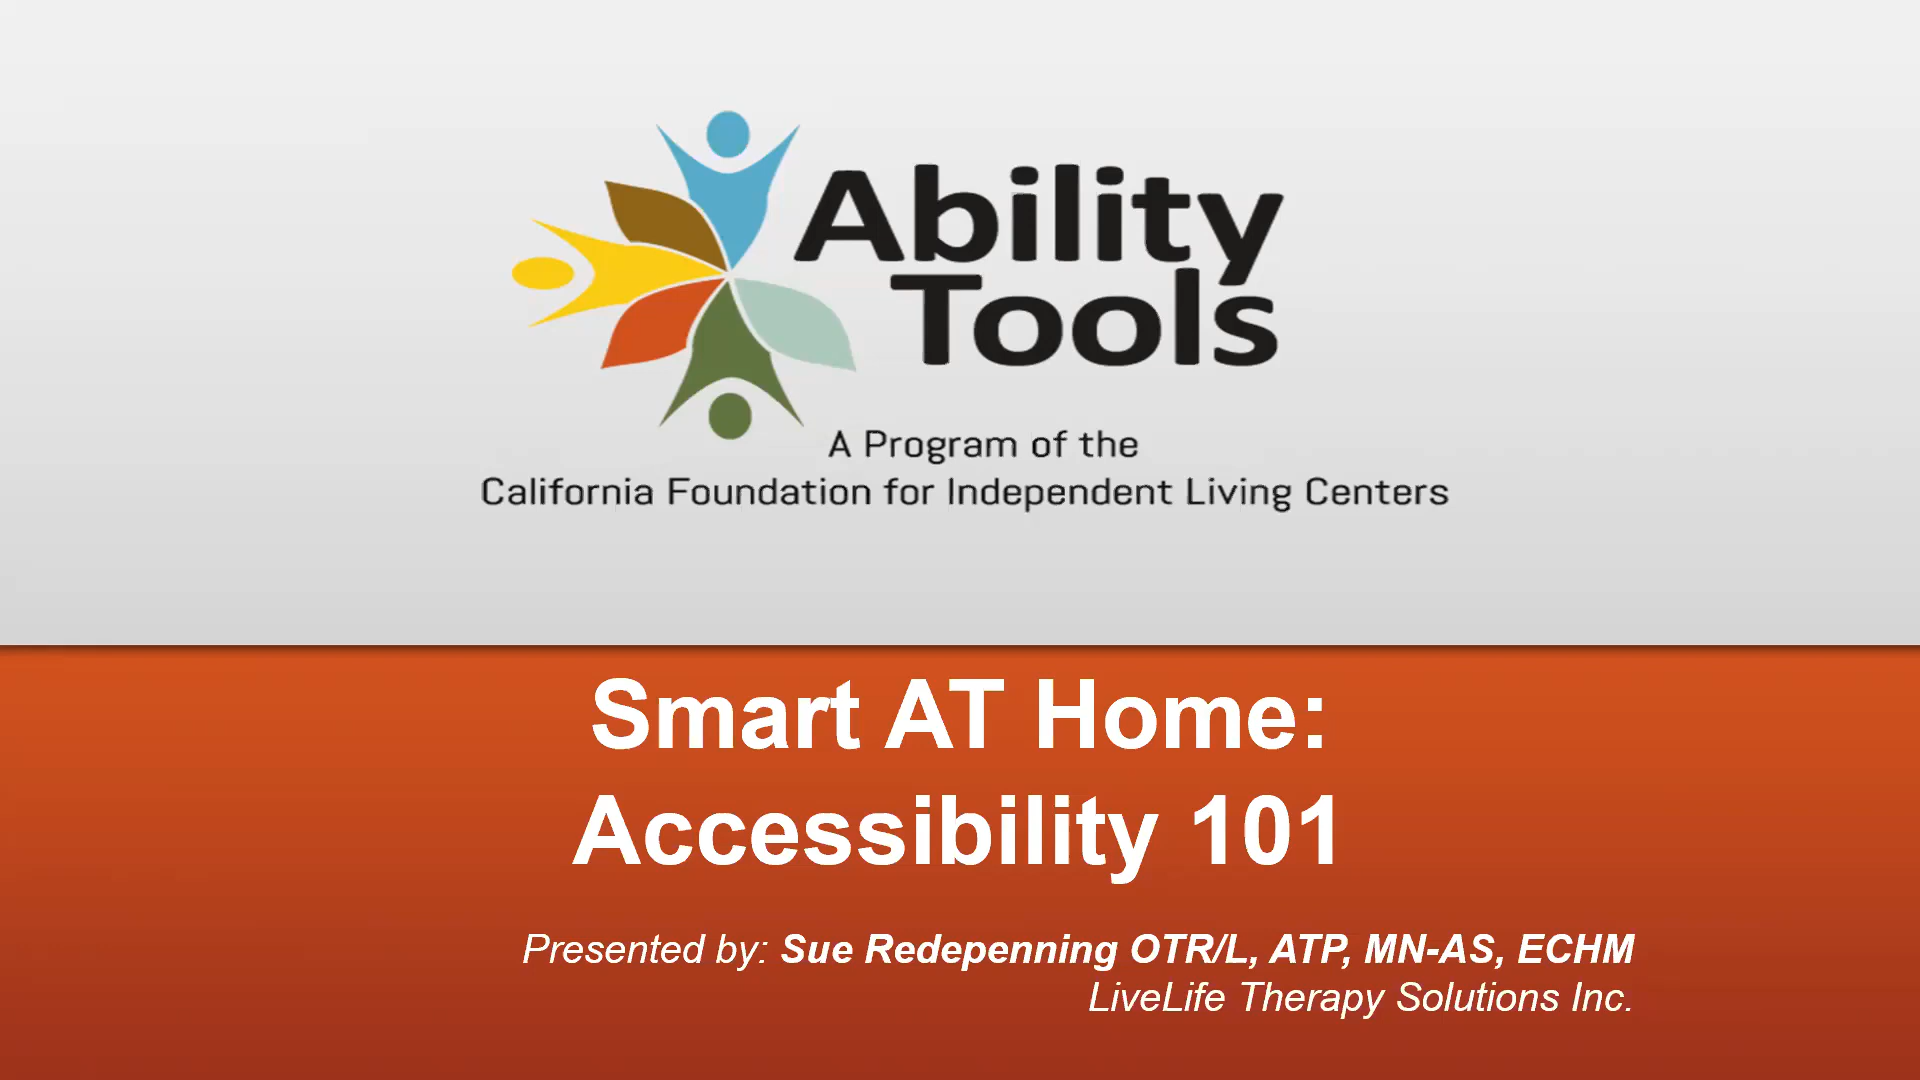 Ability
Tools
A Program of the
California Foundation for Independent Living Centers
Smart AT Home:
Accessibility 101
Presented by: Sue Redepenning OTR/L, ATP, MN-AS, ECHM
LiveLife Therapy Solutions Inc.